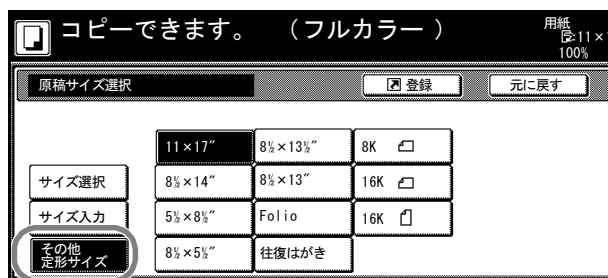 コピーできます。 （フルカラー ）
用紙
11×
100%
原稿サイズ選択
登録
元に戻す
11×17"
8½×13½"
8K
サイズ選択
8½×14"
8½×13"
16K
サイズ入力
5½×8½"
Folio
16K
その他
定形サイズ
8½×5½"
往復はがき